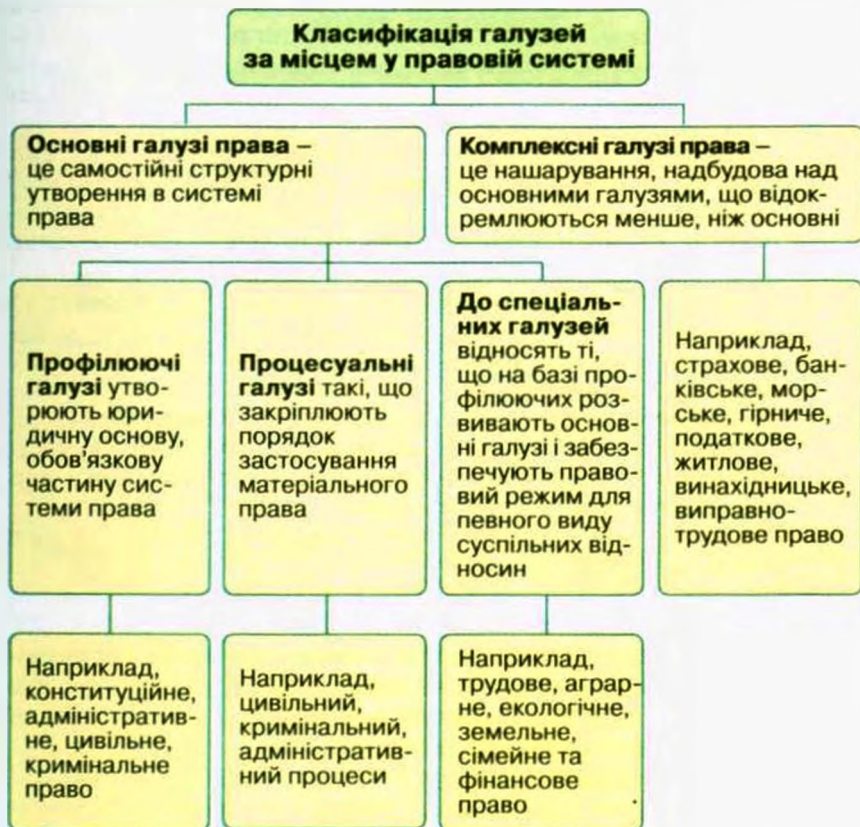 Класифікація галузей
за місцем у правовій системі
Основні галузі права –
це самостійні структурні
утворення в системі
права
Комплексні галузі права –
це нашарування, надбудова над
основними галузями, що відок-
ремлюються менше, ніж основні
Профілюючі
галузі утво-
рюють юри-
дичну основу,
обов’язкову
частину сис-
теми права
Процесуальні
галузі такі, що
закріплюють
порядок
застосування
матеріального
права
До спеціаль-
них галузей
відносять ті,
що на базі про-
філюючих роз-
вивають основ-
ні галузі і забез-
печують право-
вий режим для
певного виду
суспільних від-
носин
Наприклад,
страхове, бан-
ківське, мор-
ське, гірниче,
податкове,
житлове,
винахідницьке,
виправно-
трудове право
Наприклад,
конституційне,
адміністратив-
не, цивільне,
кримінальне
право
Наприклад,
цивільний,
кримінальний,
адміністратив-
ний процеси
Наприклад,
трудове, аграр-
не, екологічне,
земельне,
сімейне та
фінансове
право